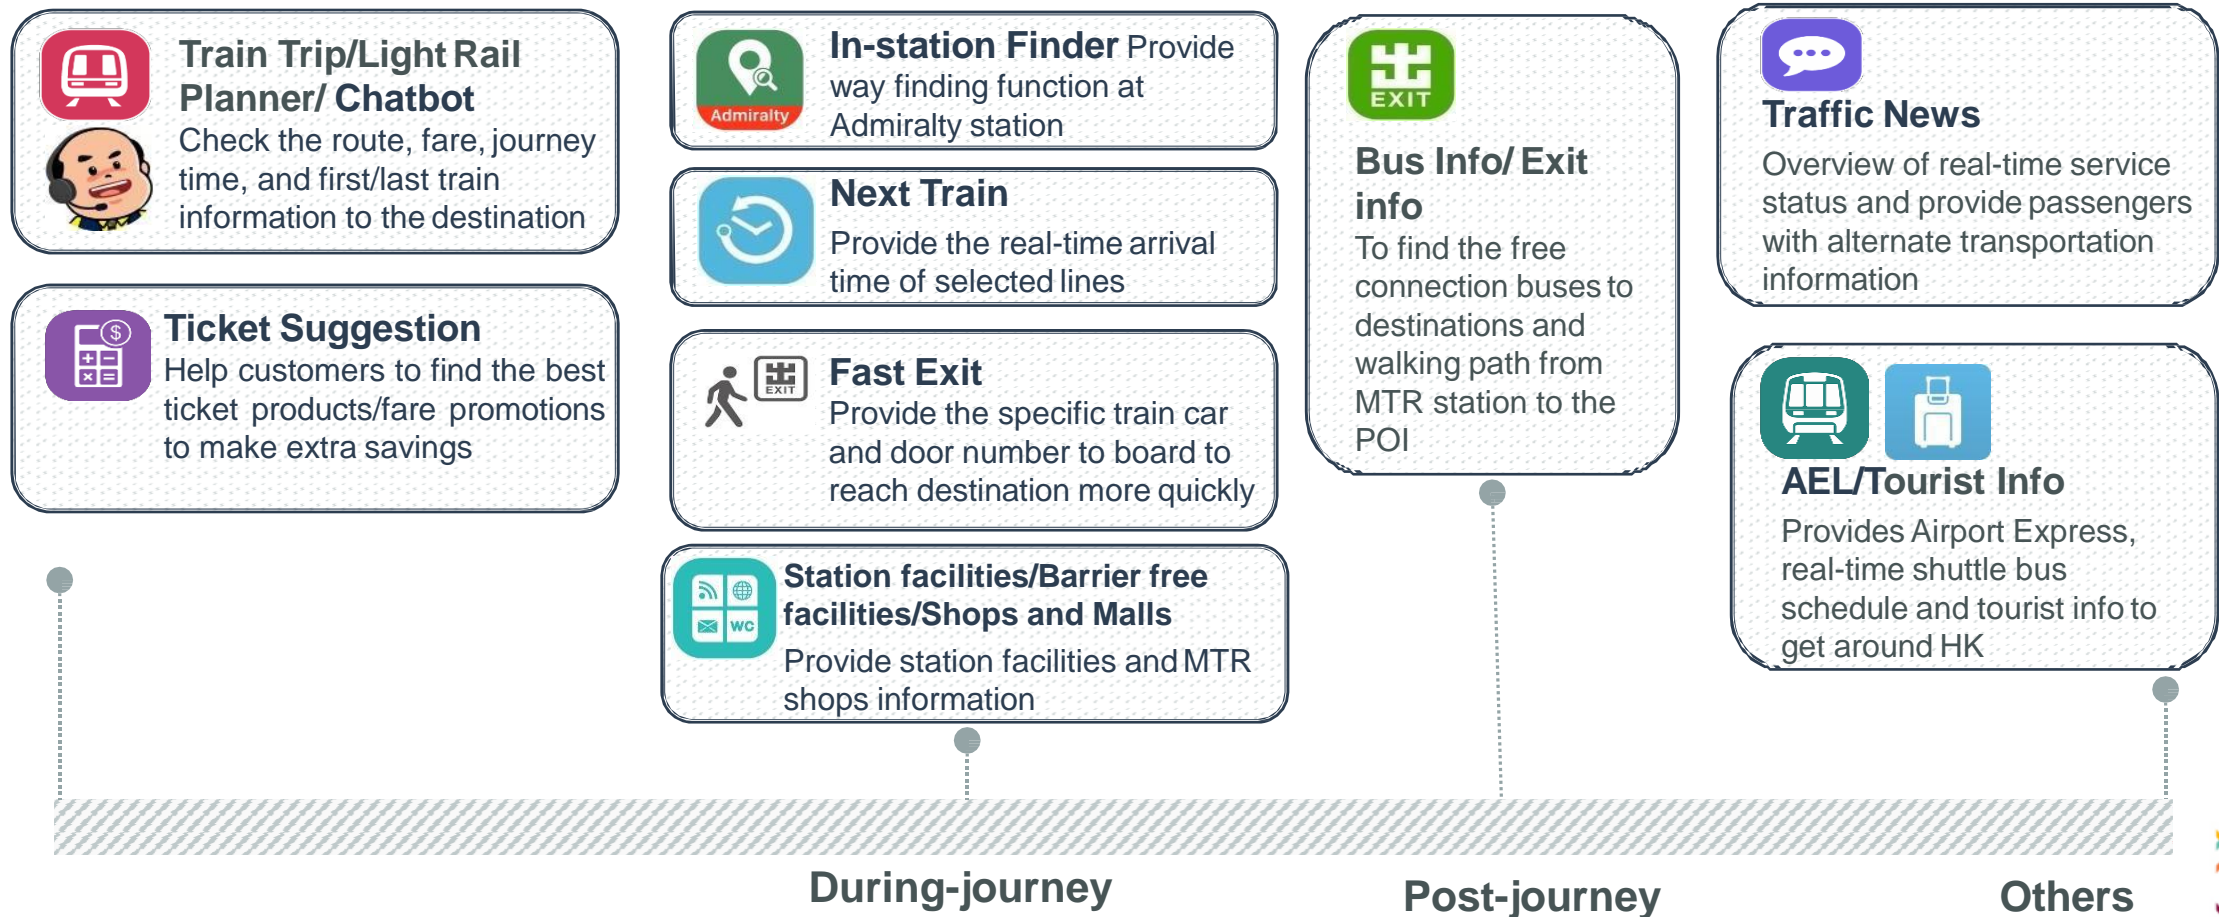 Train Trip/Light Rail
Planner/ Chatbot
Check the route, fare, journey
time, and first/last train
information to the destination
Ticket Suggestion
Help customers to find the best
ticket products/fare promotions
to make extra savings
Admiralty
In-station Finder Provide
way finding function at
Admiralty station
Next Train
Provide the real-time arrival
time of selected lines
EXIT
Fast Exit
Provide the specific train car
and door number to board to
reach destination more quickly
WC
Station facilities/Barrier free
facilities/Shops and Malls
Provide station facilities and MTR
shops information
EXIT
Bus Info/ Exit
info
To find the free
connection buses to
destinations and
walking path from
MTR station to the
POI
Traffic News
Overview of real-time service
status and provide passengers
with alternate transportation
information
AEL/Tourist Info
Provides Airport Express,
real-time shuttle bus
schedule and tourist info to
get around HK
During-journey
Post-journey
Others